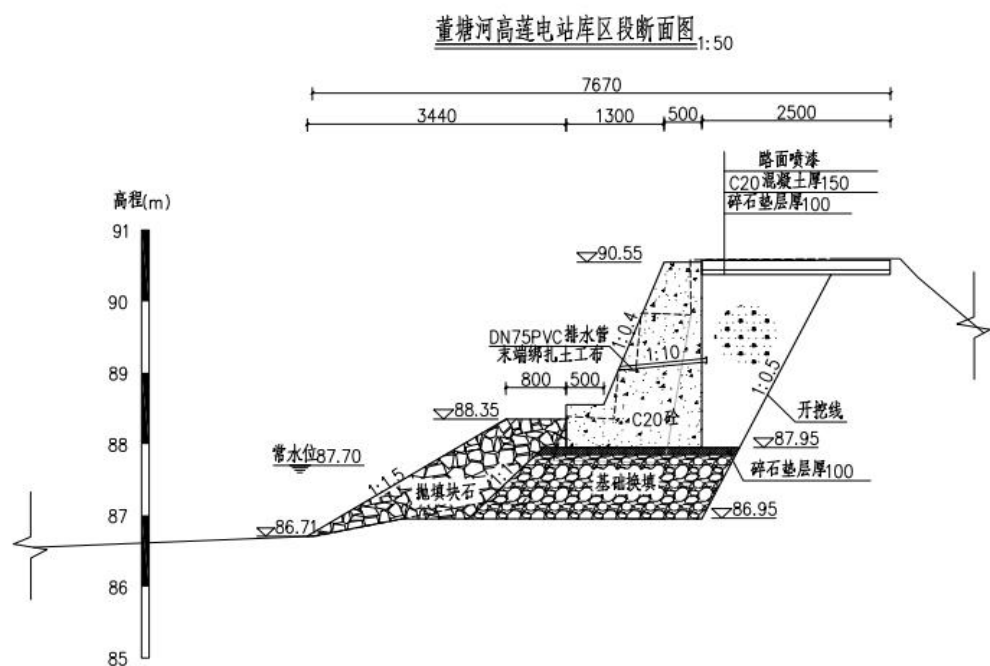 董塘河高莲电站库区段断面图 1:50
7670
3440 1300 500 2500
路面喷漆
C20混凝土厚150
碎石垫层厚100
高程(m)
91
90.55
90
DN75PVC排水管
末端绑扎土工布
1:0.4
1:10
1:0.5
89
800 500
开挖线
88.35
C20砼
88
87.95
常水位87.70
碎石垫层厚100
1:1.5
抛填块石
1:1
基础换填
87
86.71
86.95
86
85